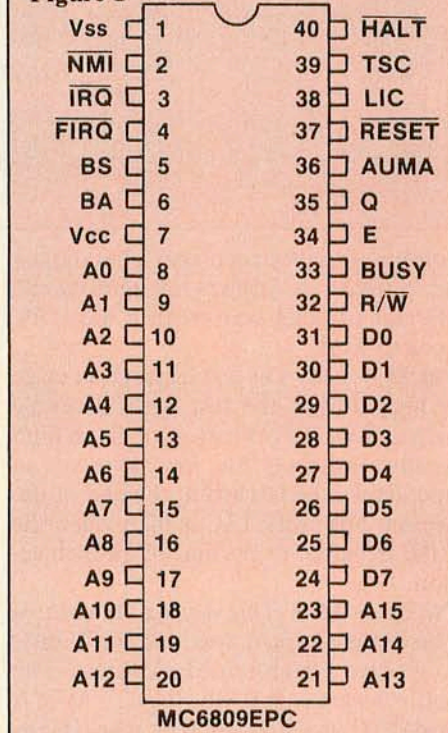 Figure
Vss 1 40 HALT
NMI 2 39 TSC
IRQ 3 38 LIC
FIRQ 4 37 RESET
BS 5 36 AUMA
BA 6 35 Q
Vcc 7 34 E
A0 8 33 BUSY
A1 9 32 R/W
A2 10 31 D0
A3 11 30 D1
A4 12 29 D2
A5 13 28 D3
A6 14 27 D4
A7 15 26 D5
A8 16 25 D6
A9 17 24 D7
A10 18 23 A15
A11 19 22 A14
A12 20 21 A13
MC6809EPC